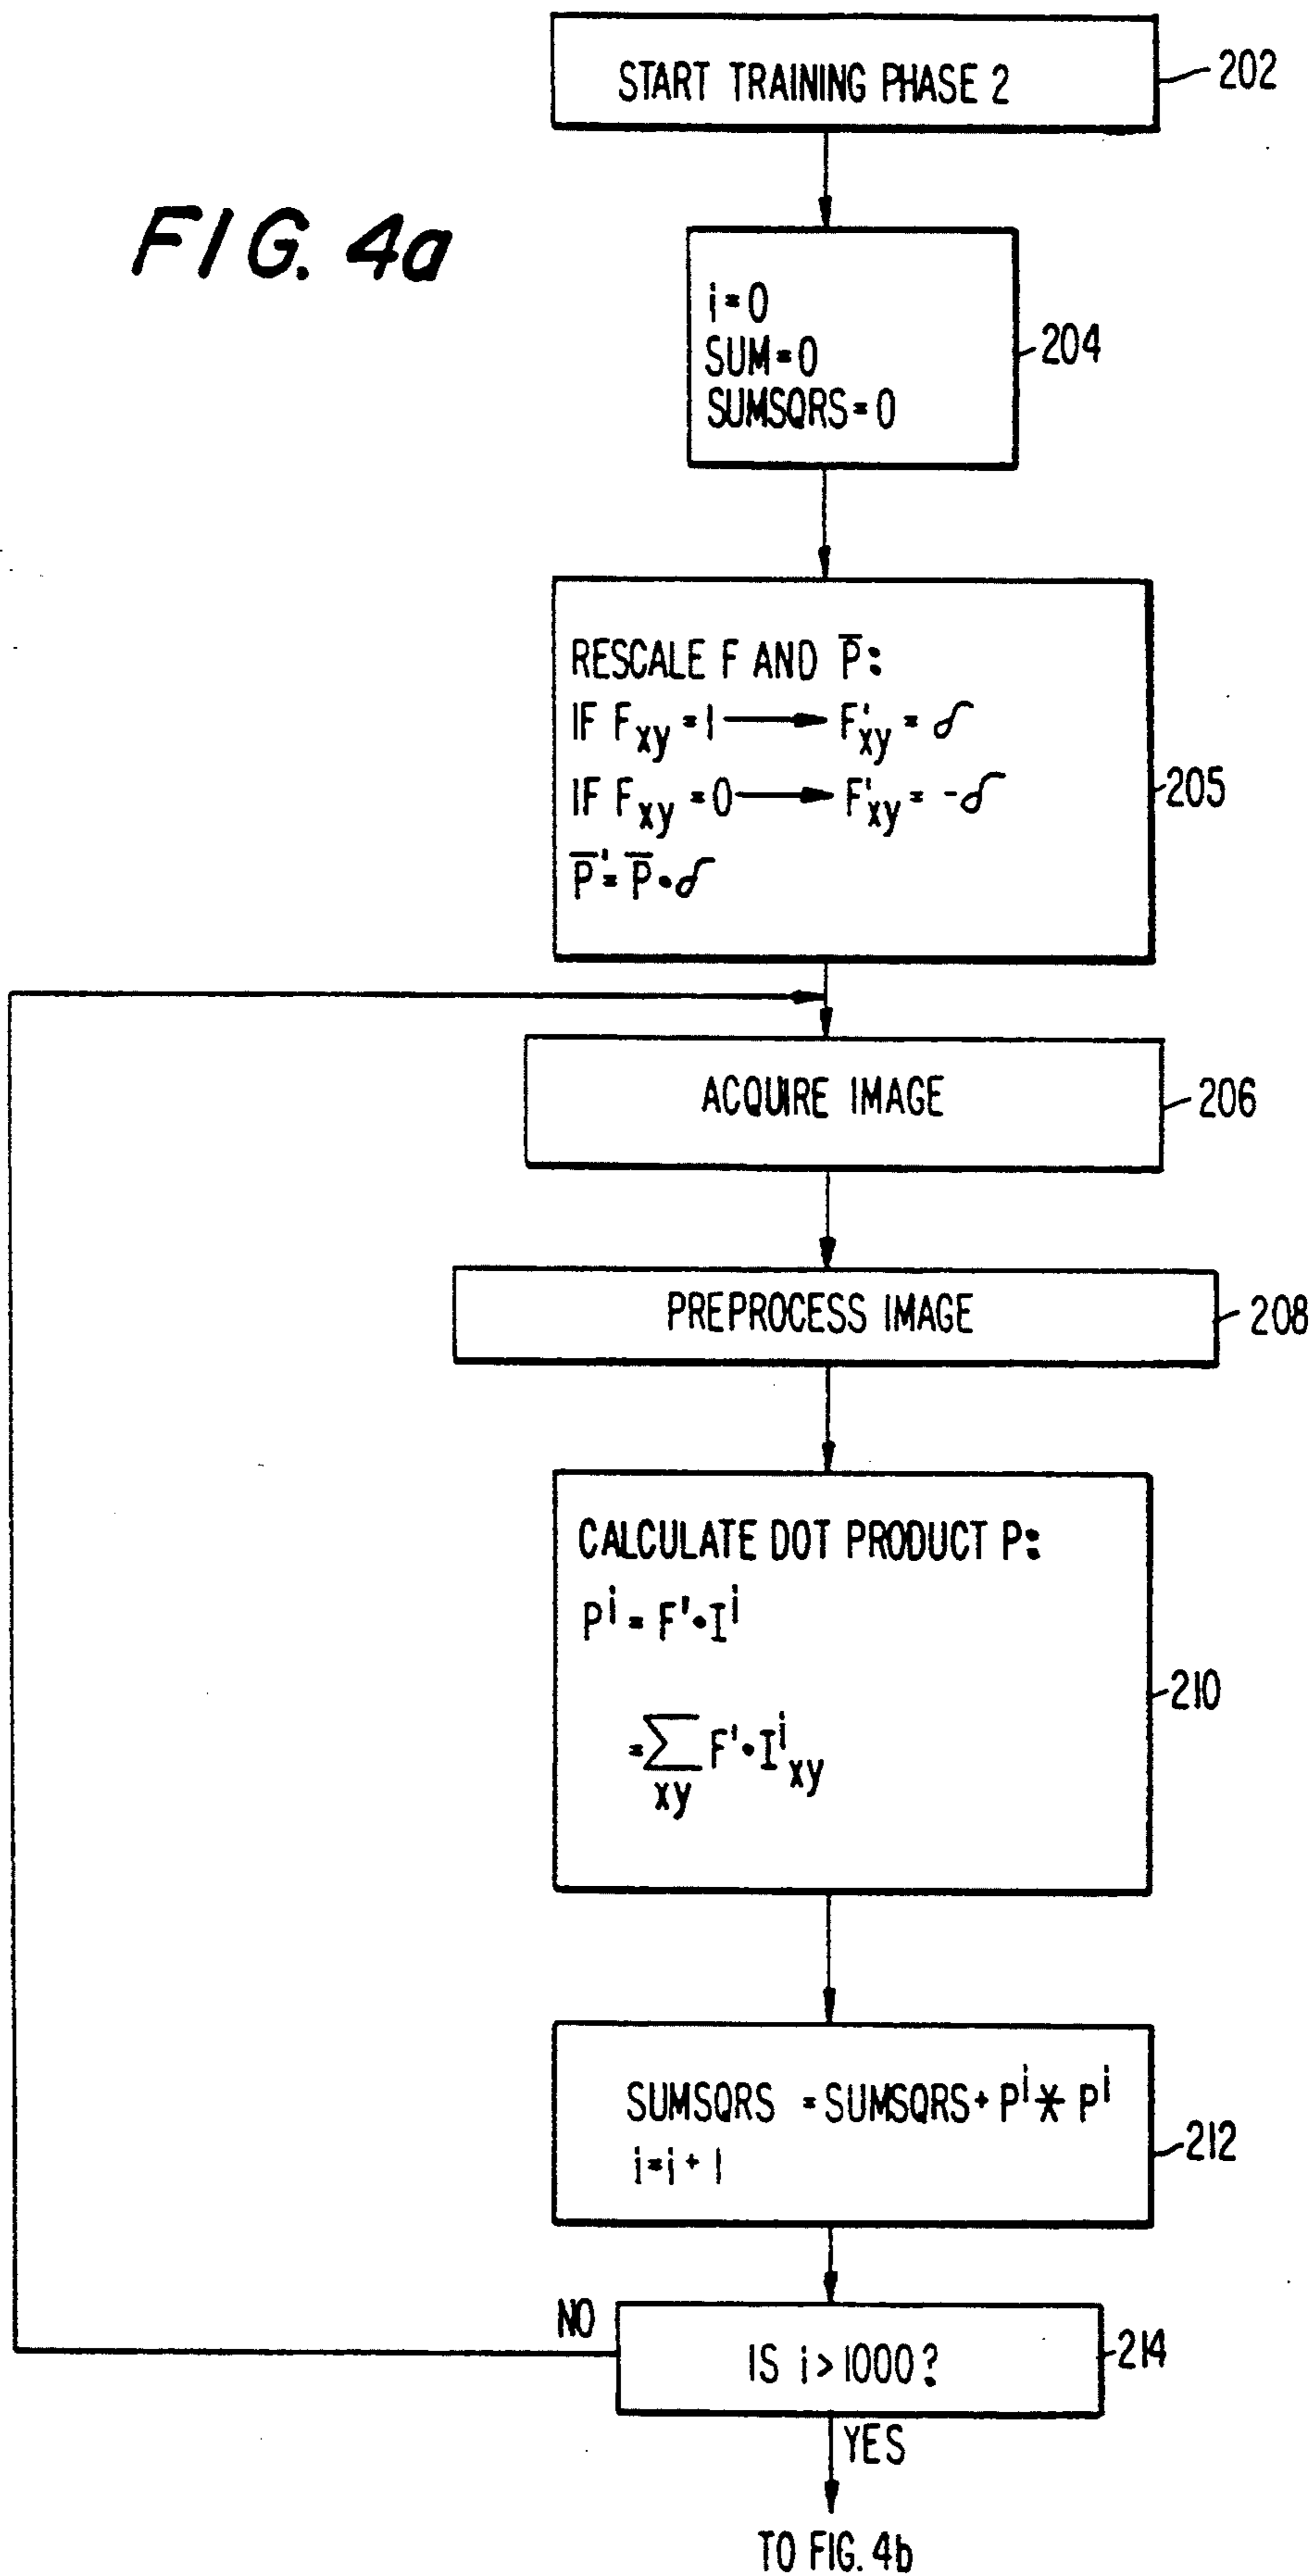 FIG. 4a
START TRAINING PHASE 2
202
i=0
SUM=0
SUMSQRS=0
204
RESCALE F AND P̅:
IF Fxy = 1 → F'xy = δ
IF Fxy = 0 → F'xy = -δ
P̅' = P̅ • δ
205
ACQUIRE IMAGE
206
PREPROCESS IMAGE
208
CALCULATE DOT PRODUCT P:
Pⁱ = F' • Iⁱ
= ∑xy F' • Iⁱxy
210
SUMSQRS = SUMSQRS + Pⁱ * Pⁱ
i = i + 1
212
NO
IS i > 1000?
214
YES
TO FIG. 4b